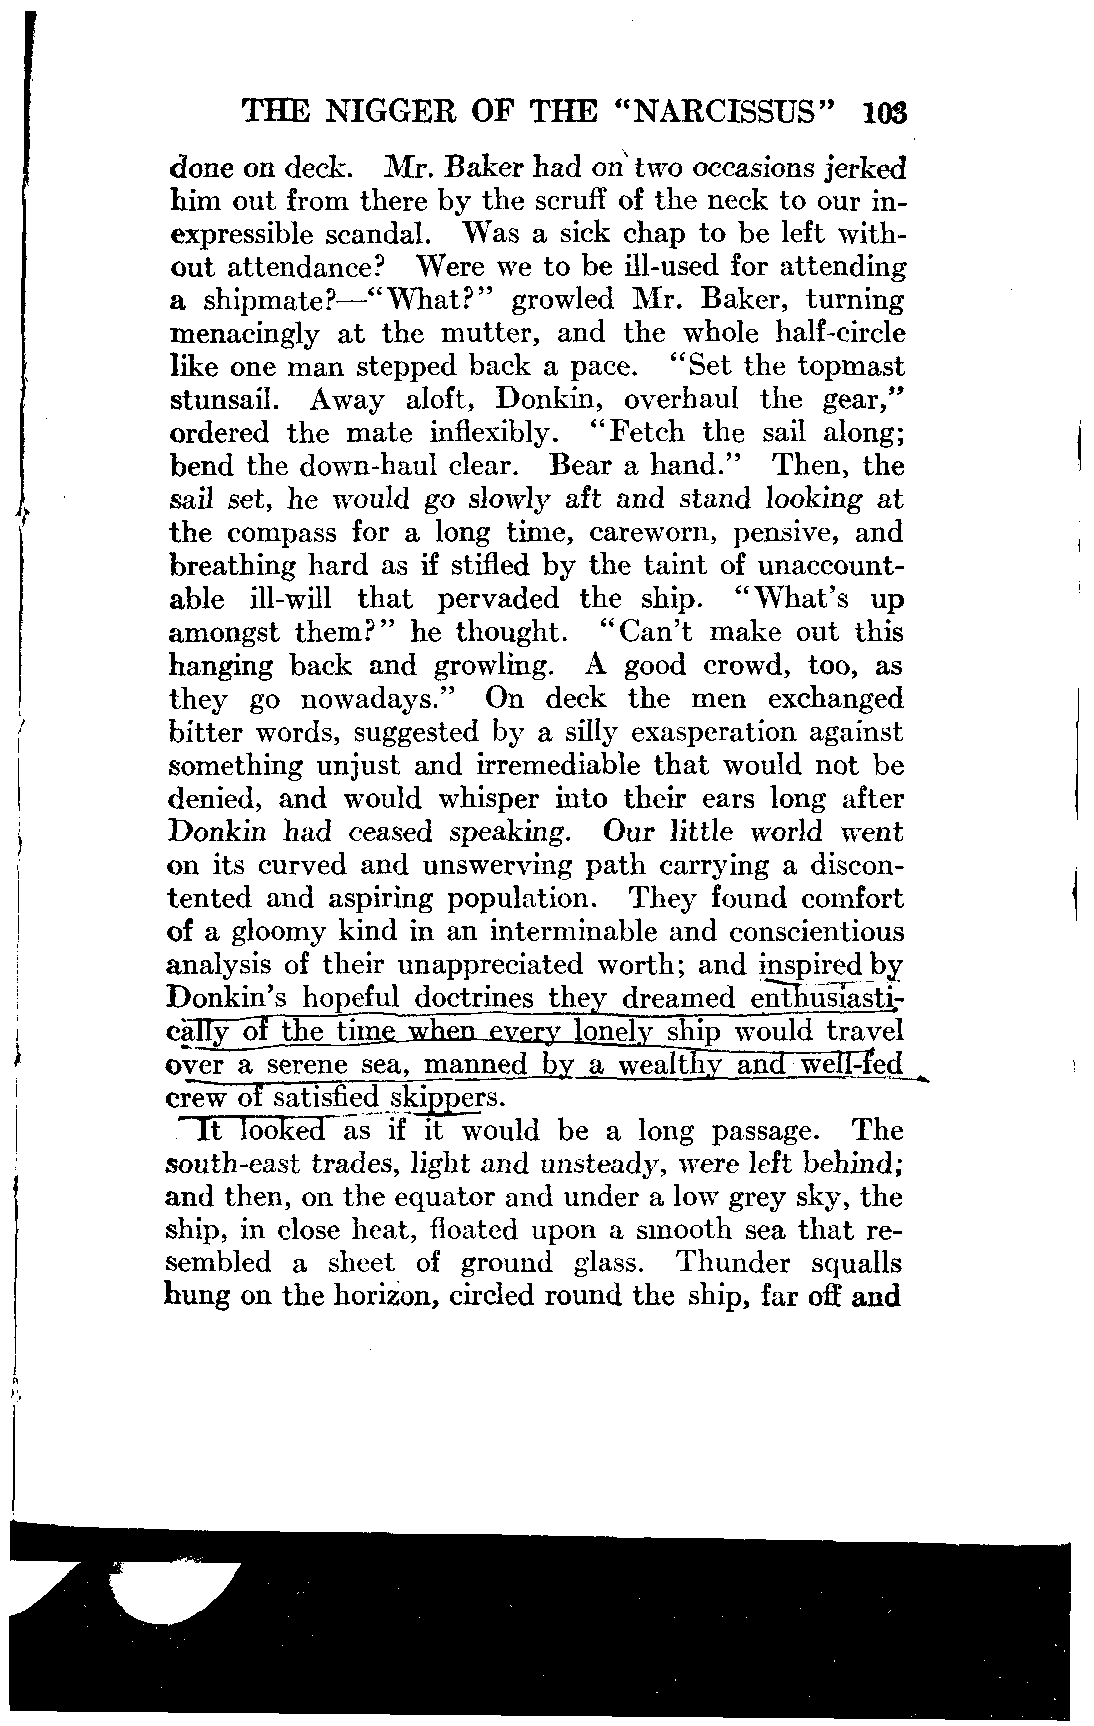 THE NIGGER OF THE "NARCISSUS" 103
done on deck. Mr. Baker had on two occasions jerked
him out from there by the scruff of the neck to our in-
expressible scandal. Was a sick chap to be left with-
out attendance? Were we to be ill-used for attending
a shipmate?—"What?" growled Mr. Baker, turning
menacingly at the mutter, and the whole half-circle
like one man stepped back a pace. "Set the topmast
stunsail. Away aloft, Donkin, overhaul the gear,"
ordered the mate inflexibly. "Fetch the sail along;
bend the down-haul clear. Bear a hand." Then, the
sail set, he would go slowly aft and stand looking at
the compass for a long time, careworn, pensive, and
breathing hard as if stifled by the taint of unaccount-
able ill-will that pervaded the ship. "What's up
amongst them?" he thought. "Can't make out this
hanging back and growling. A good crowd, too, as
they go nowadays." On deck the men exchanged
bitter words, suggested by a silly exasperation against
something unjust and irremediable that would not be
denied, and would whisper into their ears long after
Donkin had ceased speaking. Our little world went
on its curved and unswerving path carrying a discon-
tented and aspiring population. They found comfort
of a gloomy kind in an interminable and conscientious
analysis of their unappreciated worth; and inspired by
Donkin's hopeful doctrines they dreamed enthusiasti-
cally of the time when every lonely ship would travel
over a serene sea, manned by a wealthy and well-fed
crew of satisfied skippers.
It looked as if it would be a long passage. The
south-east trades, light and unsteady, were left behind;
and then, on the equator and under a low grey sky, the
ship, in close heat, floated upon a smooth sea that re-
sembled a sheet of ground glass. Thunder squalls
hung on the horizon, circled round the ship, far off and